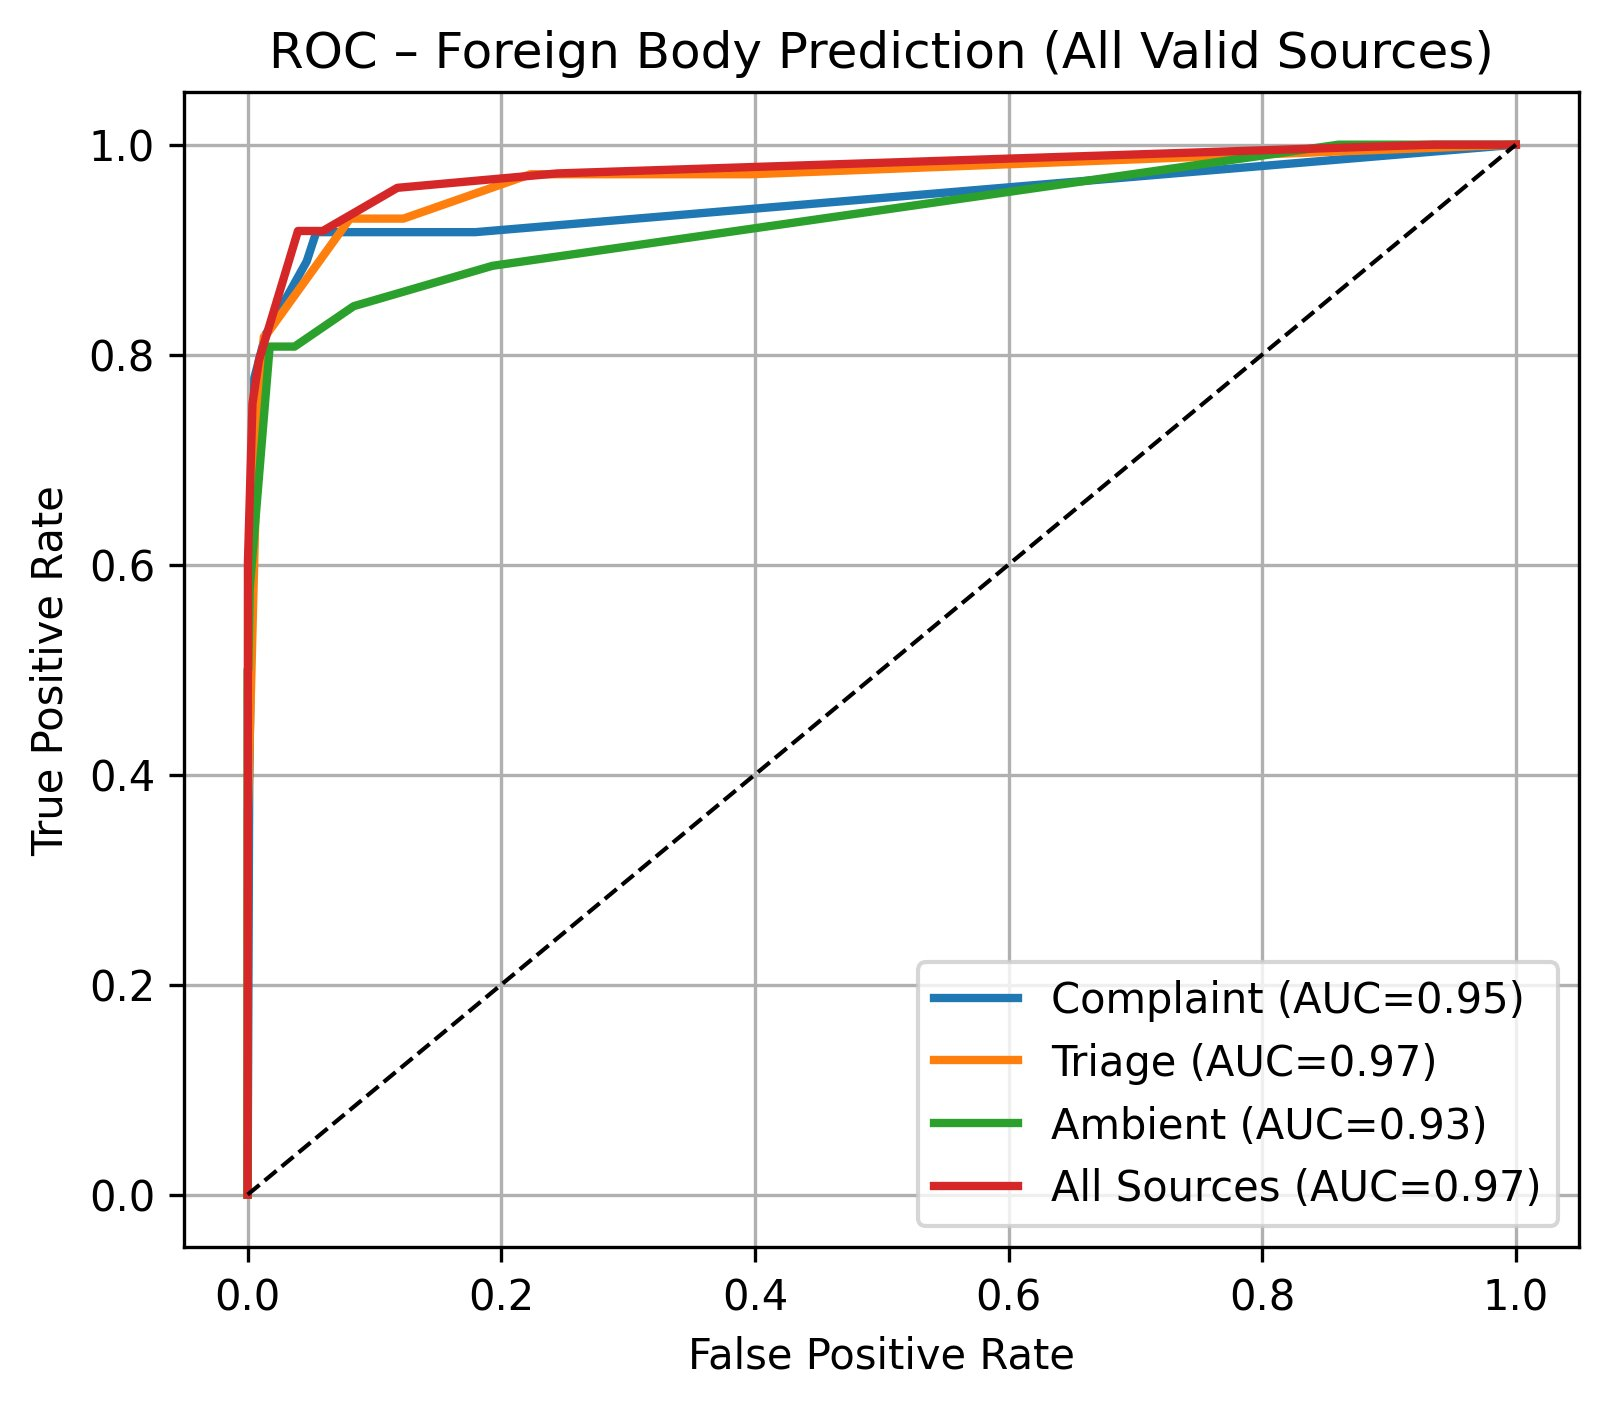 ROC – Foreign Body Prediction (All Valid Sources)
1.0
0.8
0.6
0.4
0.2
0.0
True Positive Rate
Complaint (AUC=0.95)
Triage (AUC=0.97)
Ambient (AUC=0.93)
All Sources (AUC=0.97)
0.0 0.2 0.4 0.6 0.8 1.0
False Positive Rate